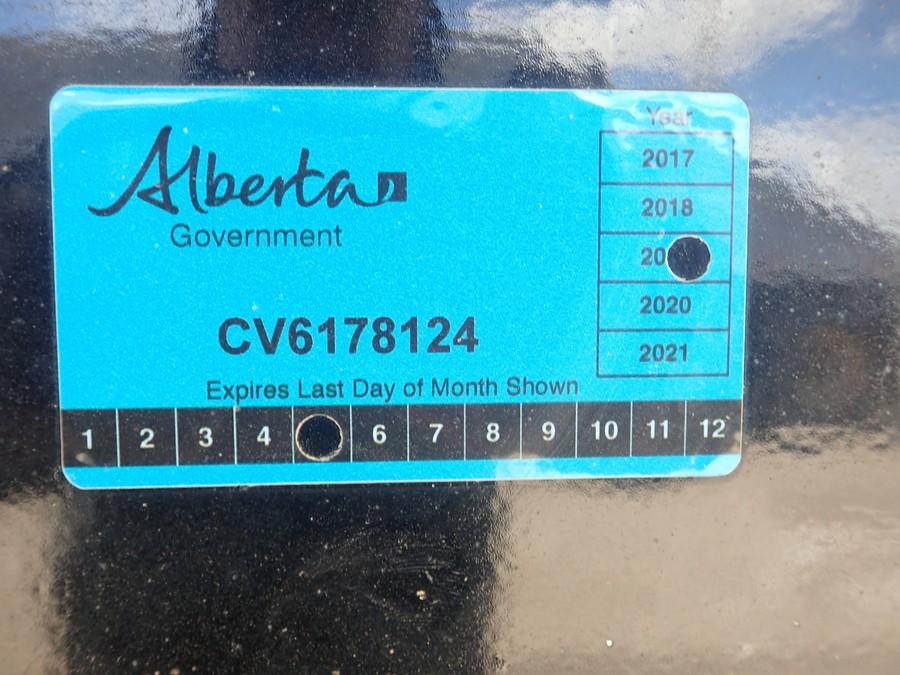 Alberta
Government
Year
2017
2018
20
2020
2021
CV6178124
Expires Last Day of Month Shown
1 2 3 4 6 7 8 9 10 11 12